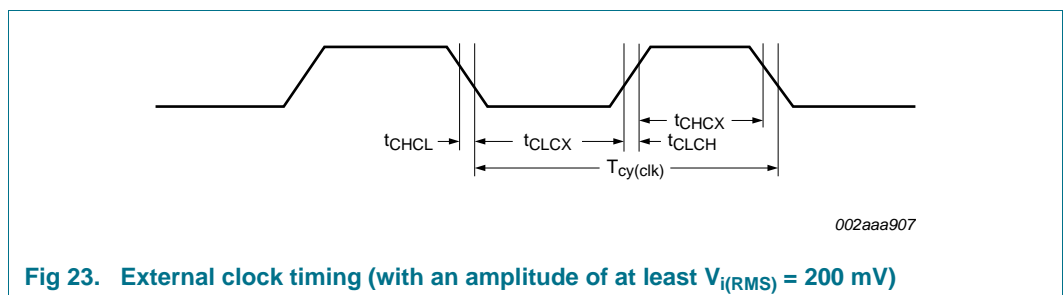 tCHCX
tCHCL
tCLCX
tCLCH
Tcy(clk)
002aaa907
Fig 23. External clock timing (with an amplitude of at least Vi(RMS) = 200 mV)